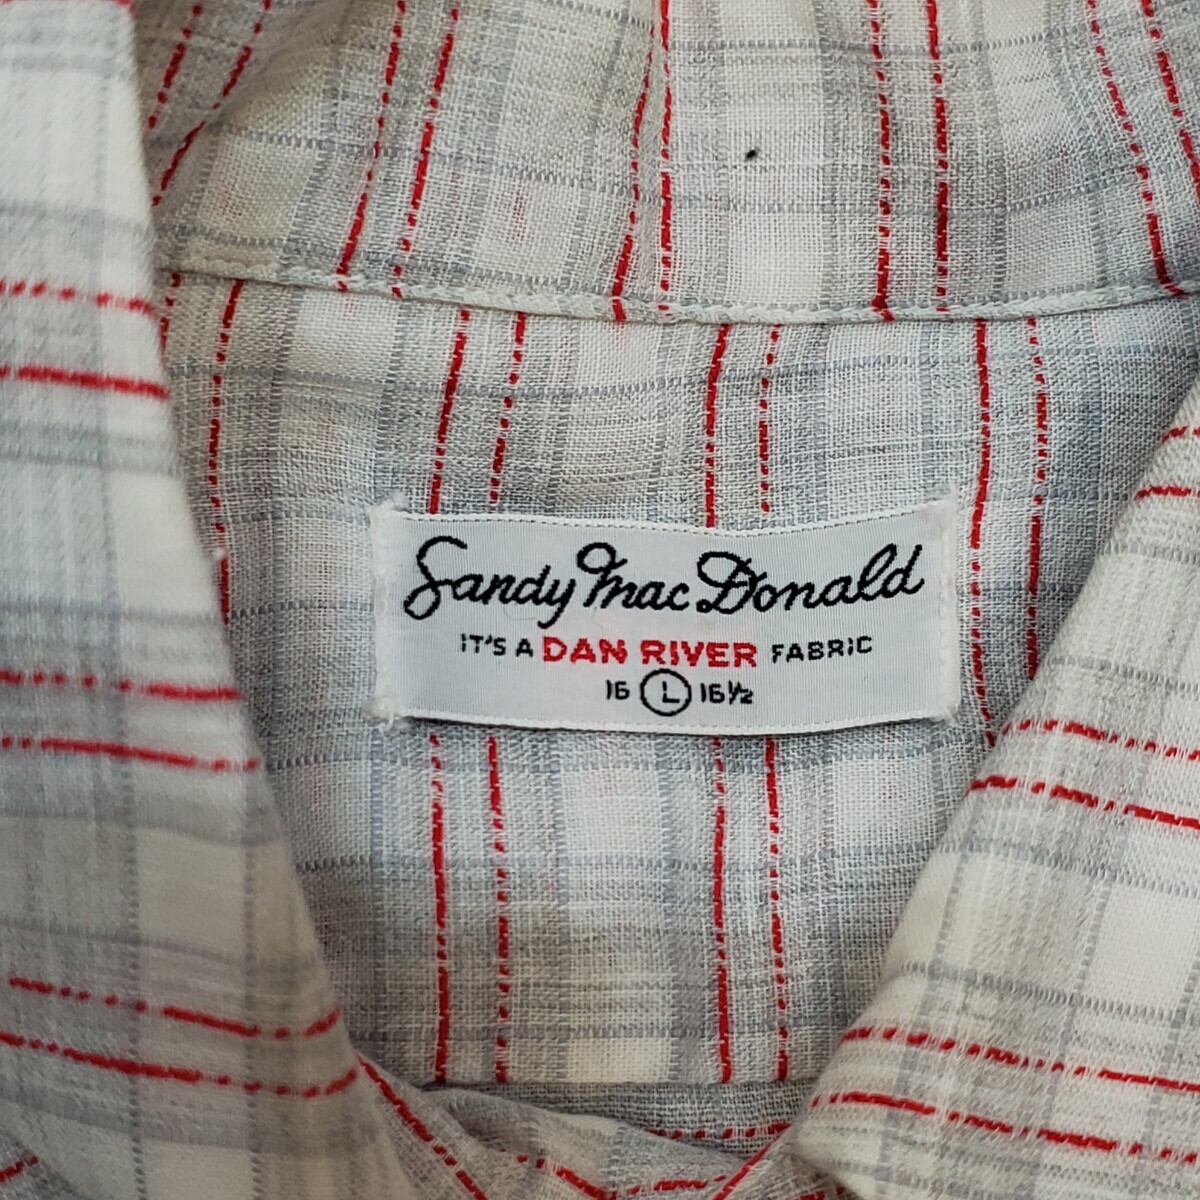 Sandy Mac Donald
IT'S A DAN RIVER FABRIC
16 L 16½